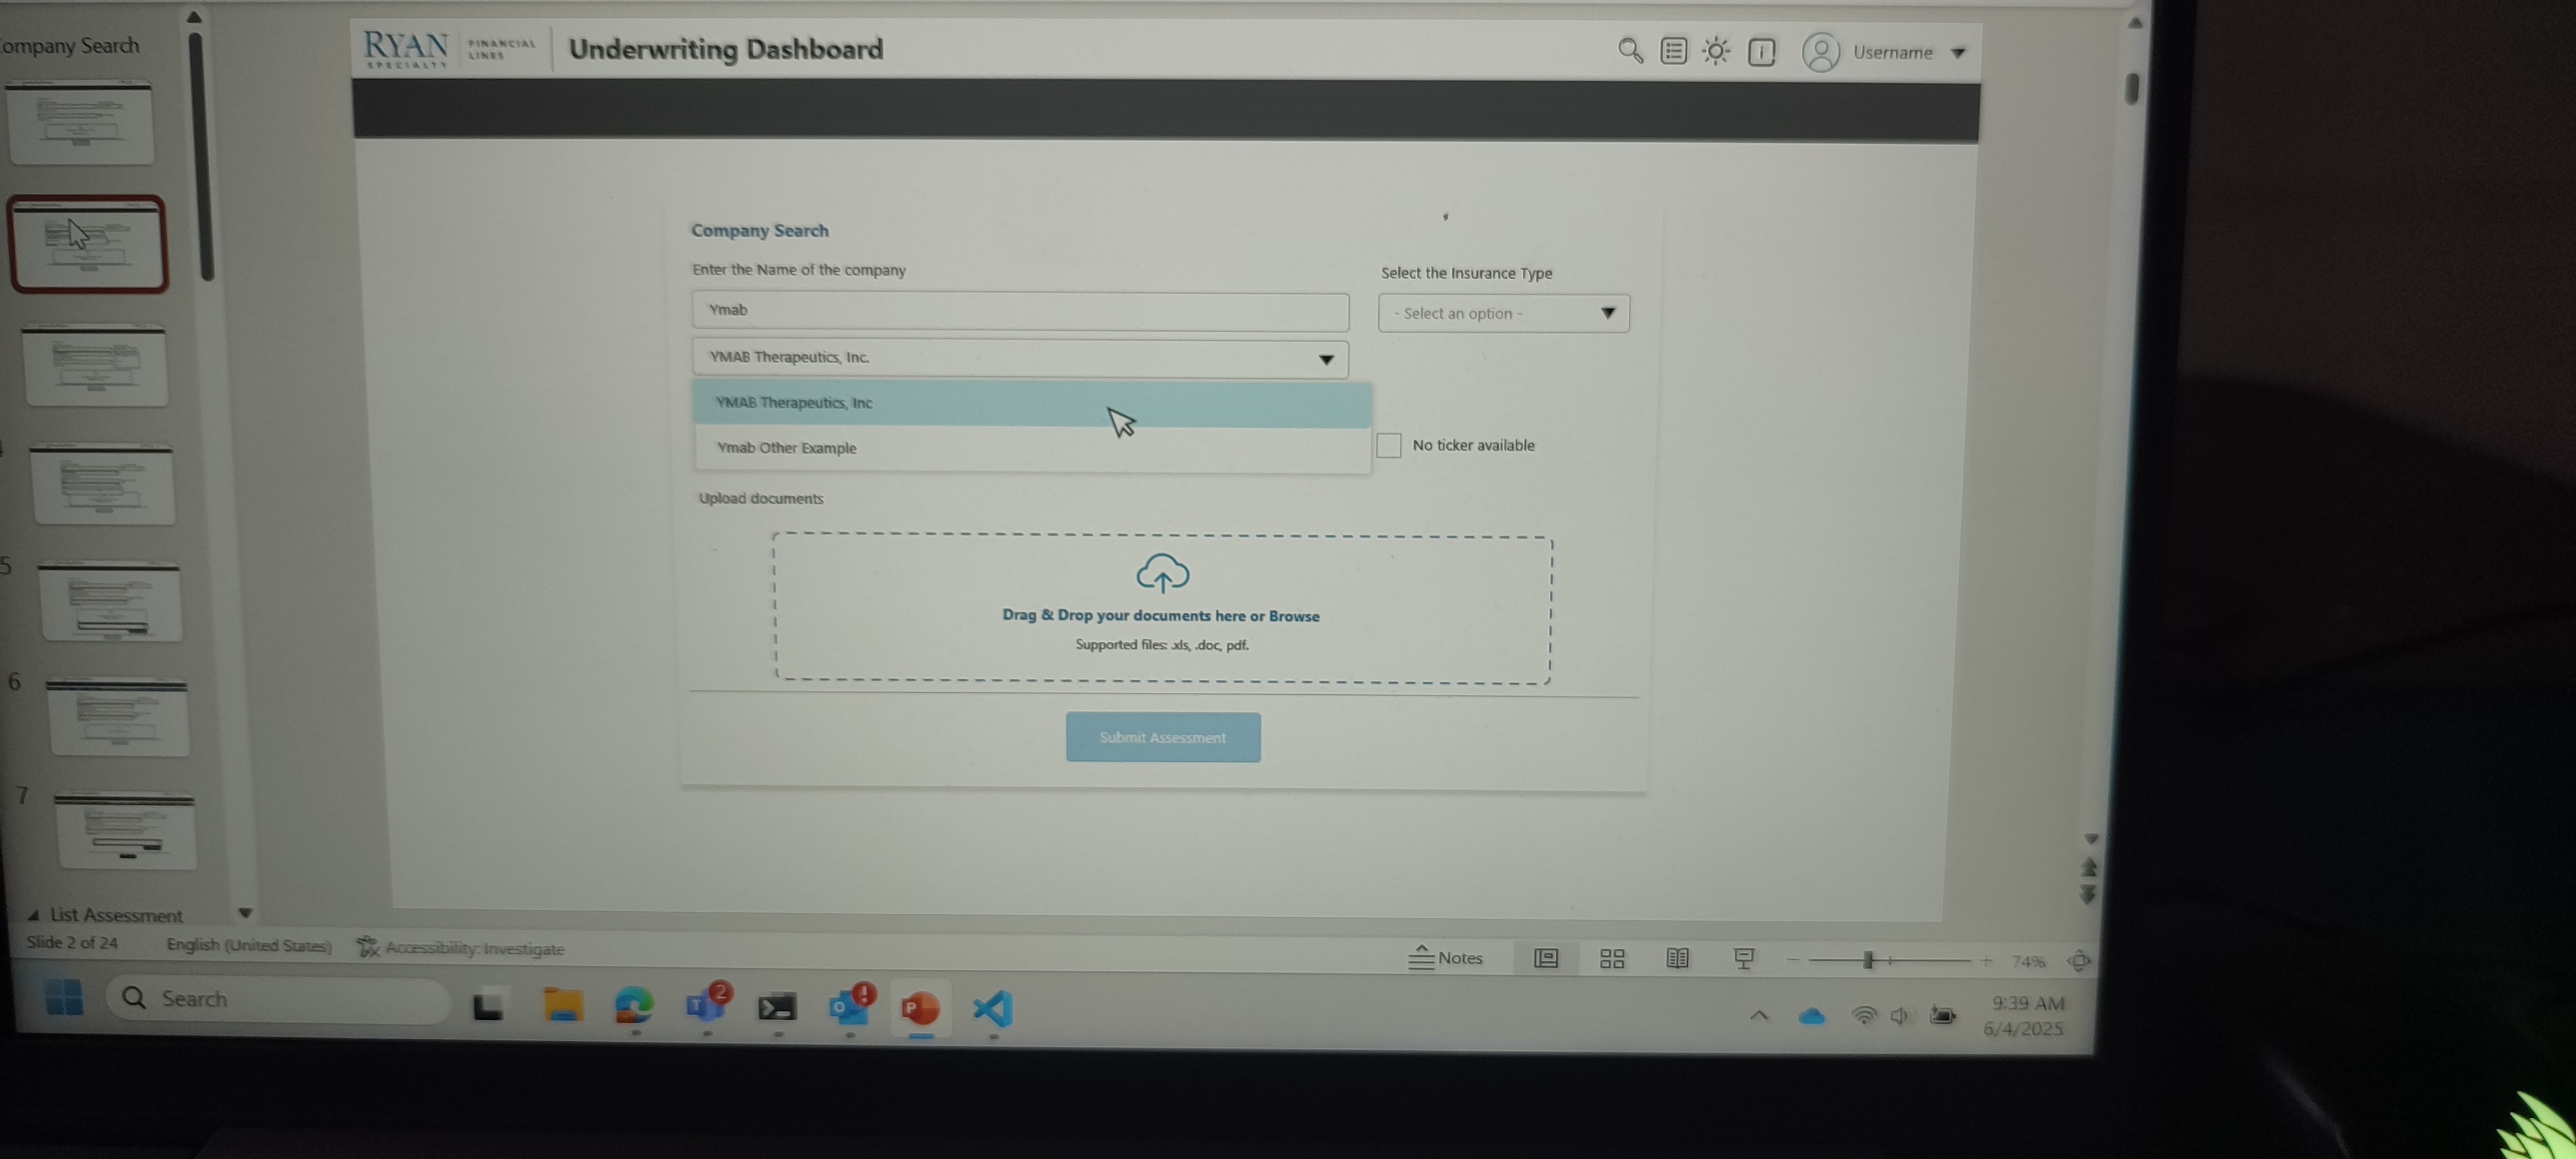 Company Search
RYAN
SPECIALTY
FINANCIAL
LINES
Underwriting Dashboard
Username
Company Search
Enter the Name of the company
Select the Insurance Type
Ymab
- Select an option -
YMAB Therapeutics, Inc.
YMAB Therapeutics, Inc
Ymab Other Example
No ticker available
Upload documents
Drag & Drop your documents here or Browse
Supported files: .xls, .doc, pdf.
Submit Assessment
5
6
7
List Assessment
Slide 2 of 24
English (United States)
Accessibility: Investigate
Notes
74%
Search
2
9:39 AM
6/4/2025